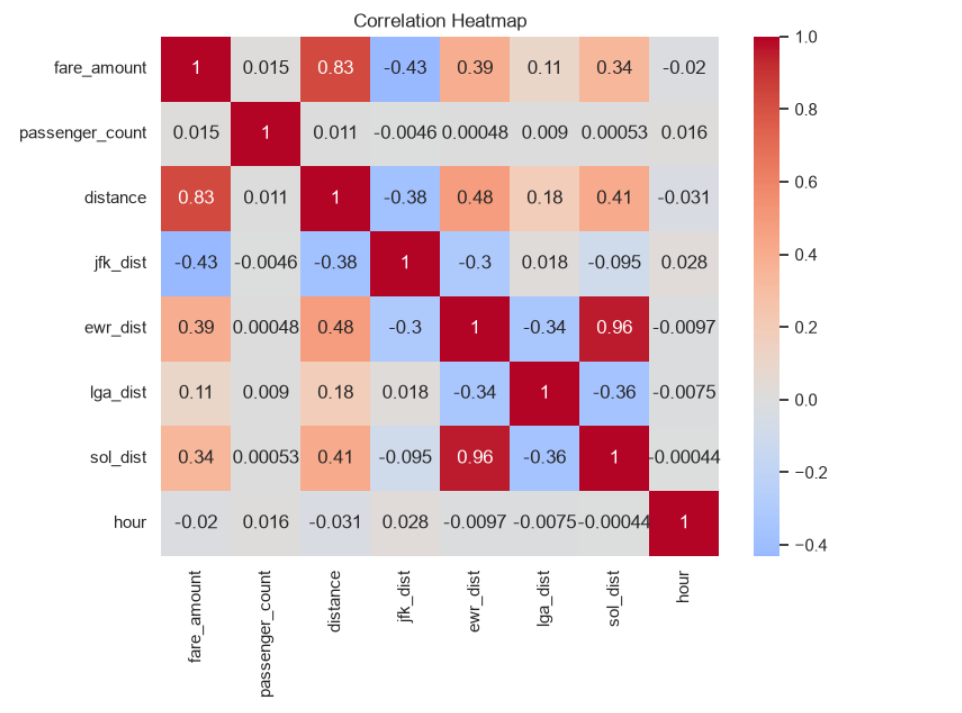 Correlation Heatmap
fare_amount 1 0.015 0.83 -0.43 0.39 0.11 0.34 -0.02
passenger_count 0.015 1 0.011 -0.0046 0.00048 0.009 0.00053 0.016
distance 0.83 0.011 1 -0.38 0.48 0.18 0.41 -0.031
jfk_dist -0.43 -0.0046 -0.38 1 -0.3 0.018 -0.095 0.028
ewr_dist 0.39 0.00048 0.48 -0.3 1 -0.34 0.96 -0.0097
lga_dist 0.11 0.009 0.18 0.018 -0.34 1 -0.36 -0.0075
sol_dist 0.34 0.00053 0.41 -0.095 0.96 -0.36 1 -0.00044
hour -0.02 0.016 -0.031 0.028 -0.0097 -0.0075 -0.00044 1
fare_amount
passenger_count
distance
jfk_dist
ewr_dist
lga_dist
sol_dist
hour
1.0
0.8
0.6
0.4
0.2
0.0
−0.2
−0.4